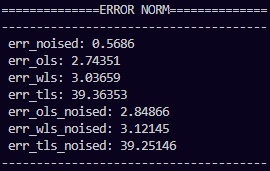 ==============ERROR NORM==============
--------------------------------------
err_noised: 0.5686
err_ols: 2.74351
err_wls: 3.03659
err_tls: 39.36353
err_ols_noised: 2.84866
err_wls_noised: 3.12145
err_tls_noised: 39.25146
--------------------------------------